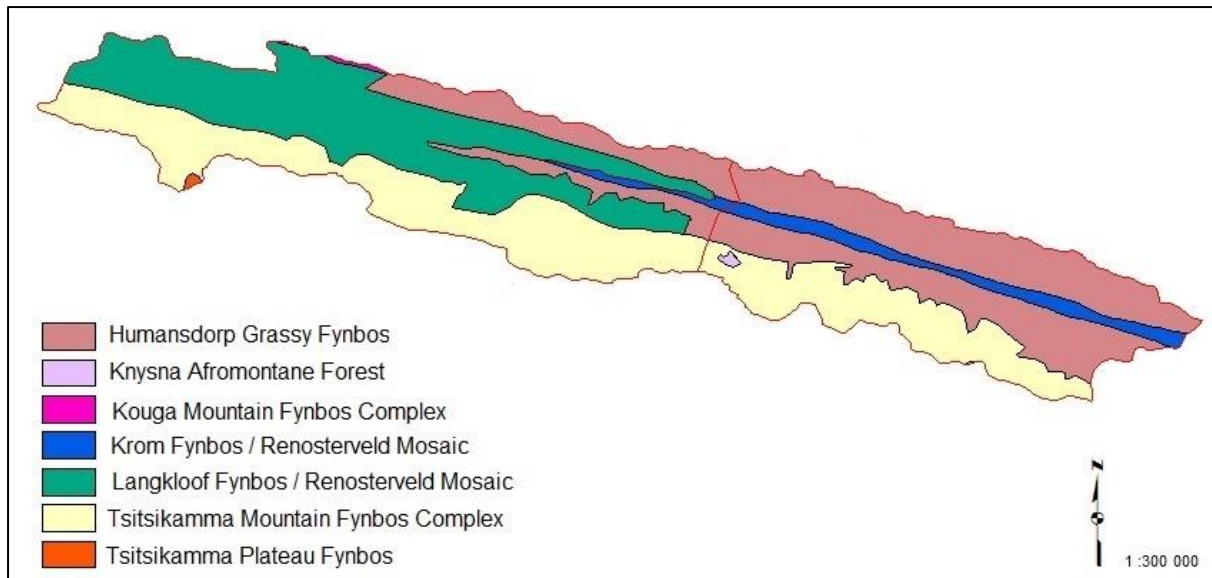 Humansdorp Grassy Fynbos
Knysna Afromontane Forest
Kouga Mountain Fynbos Complex
Krom Fynbos / Renosterveld Mosaic
Langkloof Fynbos / Renosterveld Mosaic
Tsitsikamma Mountain Fynbos Complex
Tsitsikamma Plateau Fynbos
N
1 :300 000